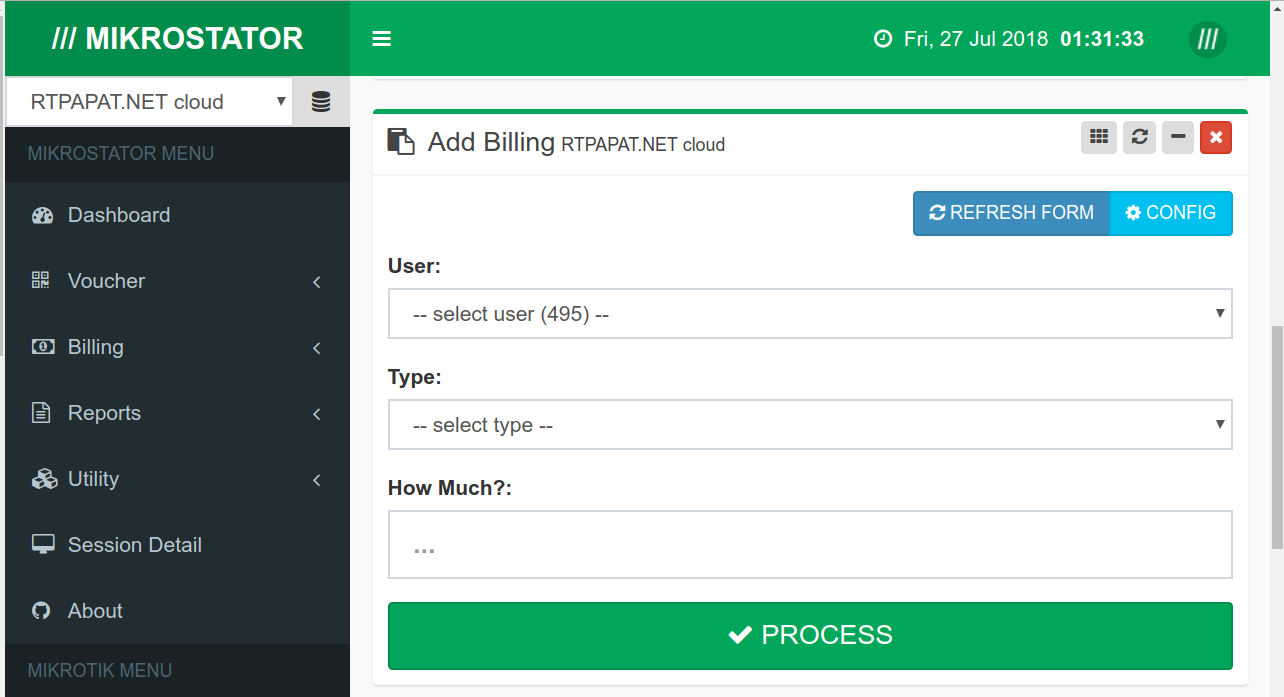 /// MIKROSTATOR
Fri, 27 Jul 2018 01:31:33
RTPAPAT.NET cloud
MIKROSTATOR MENU
Dashboard
Voucher
Billing
Reports
Utility
Session Detail
About
MIKROTIK MENU
Add Billing RTPAPAT.NET cloud
REFRESH FORM
CONFIG
User:
-- select user (495) --
Type:
-- select type --
How Much?:
...
PROCESS